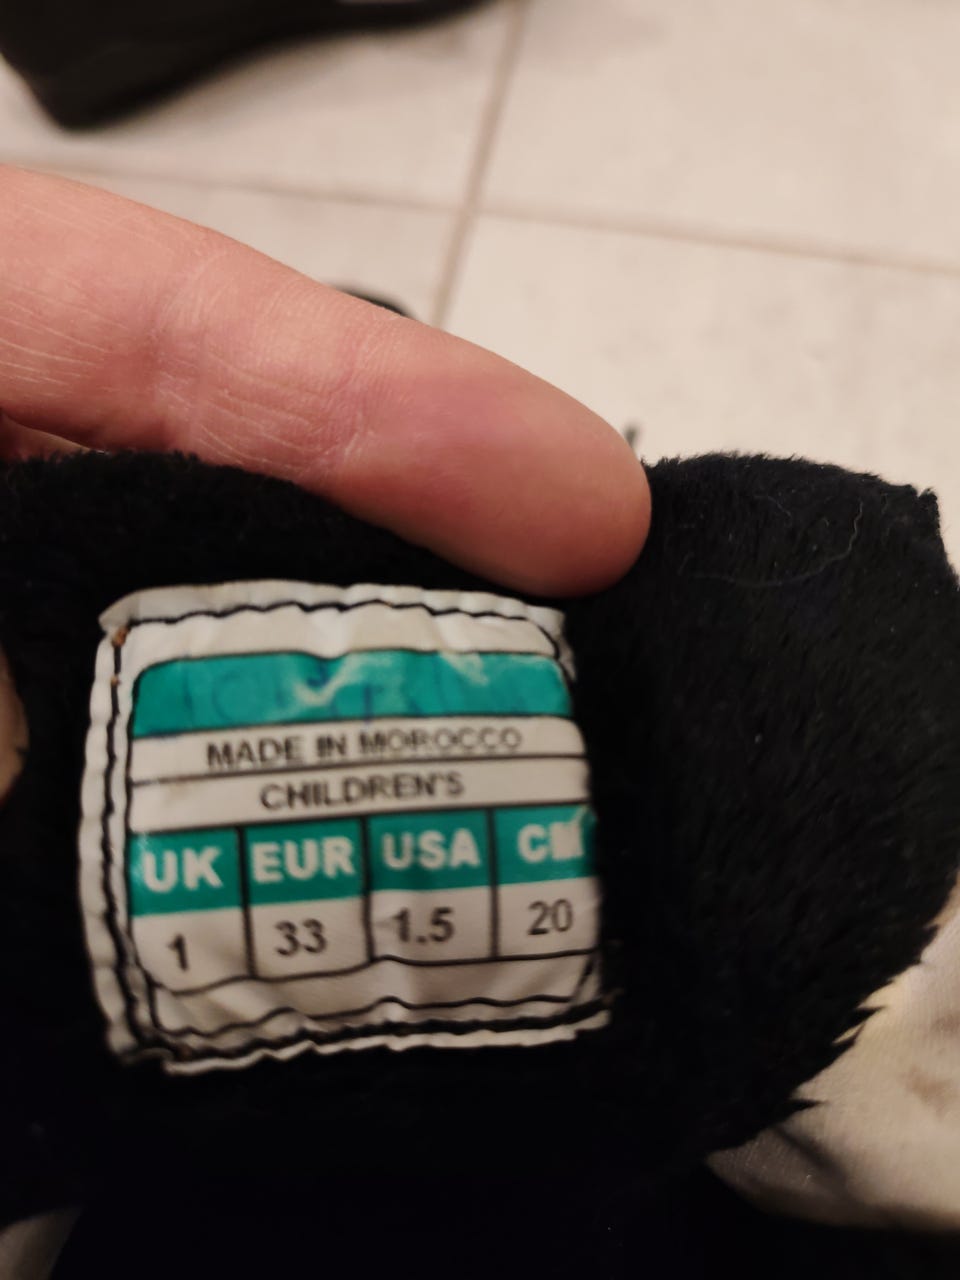 MADE IN MOROCCO
CHILDREN'S
UK EUR USA CM
1 33 1.5 20